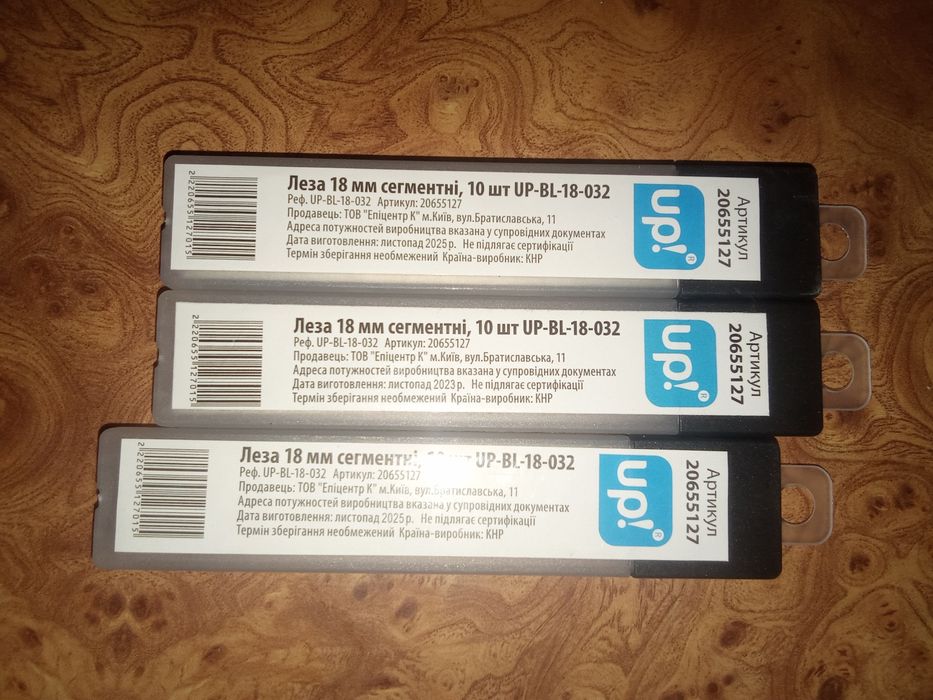 2220655127015
Леза 18 мм сегментні, 10 шт UP-BL-18-032
Реф. UP-BL-18-032 Артикул: 20655127
Продавець: ТОВ "Епіцентр К" м.Київ, вул.Братиславська, 11
Адреса потужностей виробництва вказана у супровідних документах
Дата виготовлення: листопад 2025 р. Не підлягає сертифікації
Термін зберігання необмежений Країна-виробник: КНР
up!®
Артикул
20655127
2220655127015
Леза 18 мм сегментні, 10 шт UP-BL-18-032
Реф. UP-BL-18-032 Артикул: 20655127
Продавець: ТОВ "Епіцентр К" м.Київ, вул.Братиславська, 11
Адреса потужностей виробництва вказана у супровідних документах
Дата виготовлення: листопад 2023 р. Не підлягає сертифікації
Термін зберігання необмежений Країна-виробник: КНР
up!®
Артикул
20655127
2220655127015
Леза 18 мм сегментні, 10 шт UP-BL-18-032
Реф. UP-BL-18-032 Артикул: 20655127
Продавець: ТОВ "Епіцентр К" м.Київ, вул.Братиславська, 11
Адреса потужностей виробництва вказана у супровідних документах
Дата виготовлення: листопад 2025 р. Не підлягає сертифікації
Термін зберігання необмежений Країна-виробник: КНР
up!®
Артикул
20655127